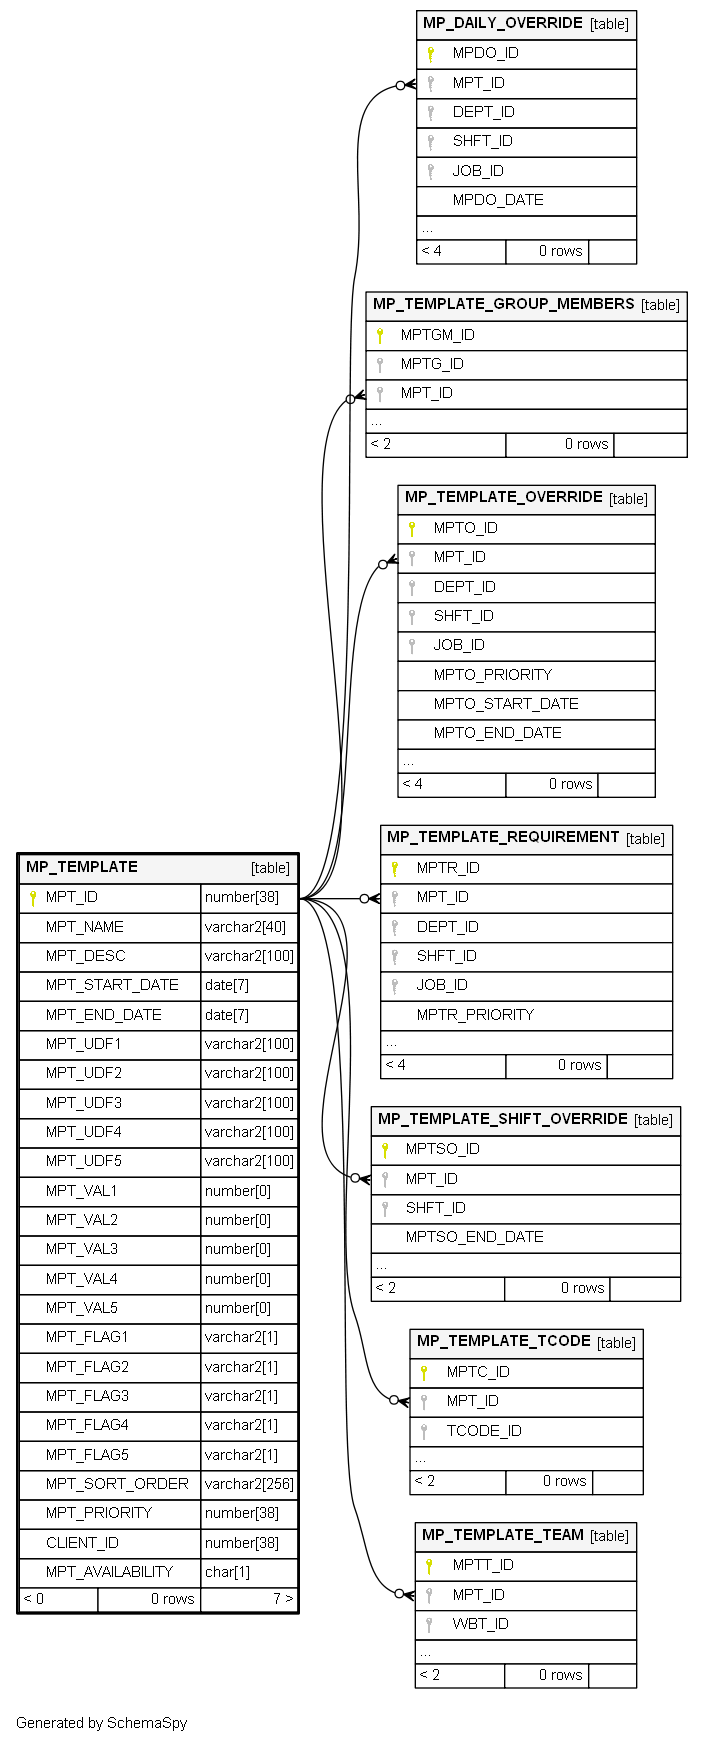 MP_DAILY_OVERRIDE [table]
MPDO_ID
MPT_ID
DEPT_ID
SHFT_ID
JOB_ID
MPDO_DATE
...
< 4 0 rows
MP_TEMPLATE_GROUP_MEMBERS [table]
MPTGM_ID
MPTG_ID
MPT_ID
...
< 2 0 rows
MP_TEMPLATE_OVERRIDE [table]
MPTO_ID
MPT_ID
DEPT_ID
SHFT_ID
JOB_ID
MPTO_PRIORITY
MPTO_START_DATE
MPTO_END_DATE
...
< 4 0 rows
MP_TEMPLATE_REQUIREMENT [table]
MPTR_ID
MPT_ID
DEPT_ID
SHFT_ID
JOB_ID
MPTR_PRIORITY
...
< 4 0 rows
MP_TEMPLATE [table]
MPT_ID number[38]
MPT_NAME varchar2[40]
MPT_DESC varchar2[100]
MPT_START_DATE date[7]
MPT_END_DATE date[7]
MPT_UDF1 varchar2[100]
MPT_UDF2 varchar2[100]
MPT_UDF3 varchar2[100]
MPT_UDF4 varchar2[100]
MPT_UDF5 varchar2[100]
MPT_VAL1 number[0]
MPT_VAL2 number[0]
MPT_VAL3 number[0]
MPT_VAL4 number[0]
MPT_VAL5 number[0]
MPT_FLAG1 varchar2[1]
MPT_FLAG2 varchar2[1]
MPT_FLAG3 varchar2[1]
MPT_FLAG4 varchar2[1]
MPT_FLAG5 varchar2[1]
MPT_SORT_ORDER varchar2[256]
MPT_PRIORITY number[38]
CLIENT_ID number[38]
MPT_AVAILABILITY char[1]
< 0 0 rows 7 >
MP_TEMPLATE_SHIFT_OVERRIDE [table]
MPTSO_ID
MPT_ID
SHFT_ID
MPTSO_END_DATE
...
< 2 0 rows
MP_TEMPLATE_TCODE [table]
MPTC_ID
MPT_ID
TCODE_ID
...
< 2 0 rows
MP_TEMPLATE_TEAM [table]
MPTT_ID
MPT_ID
WBT_ID
...
< 2 0 rows
Generated by SchemaSpy